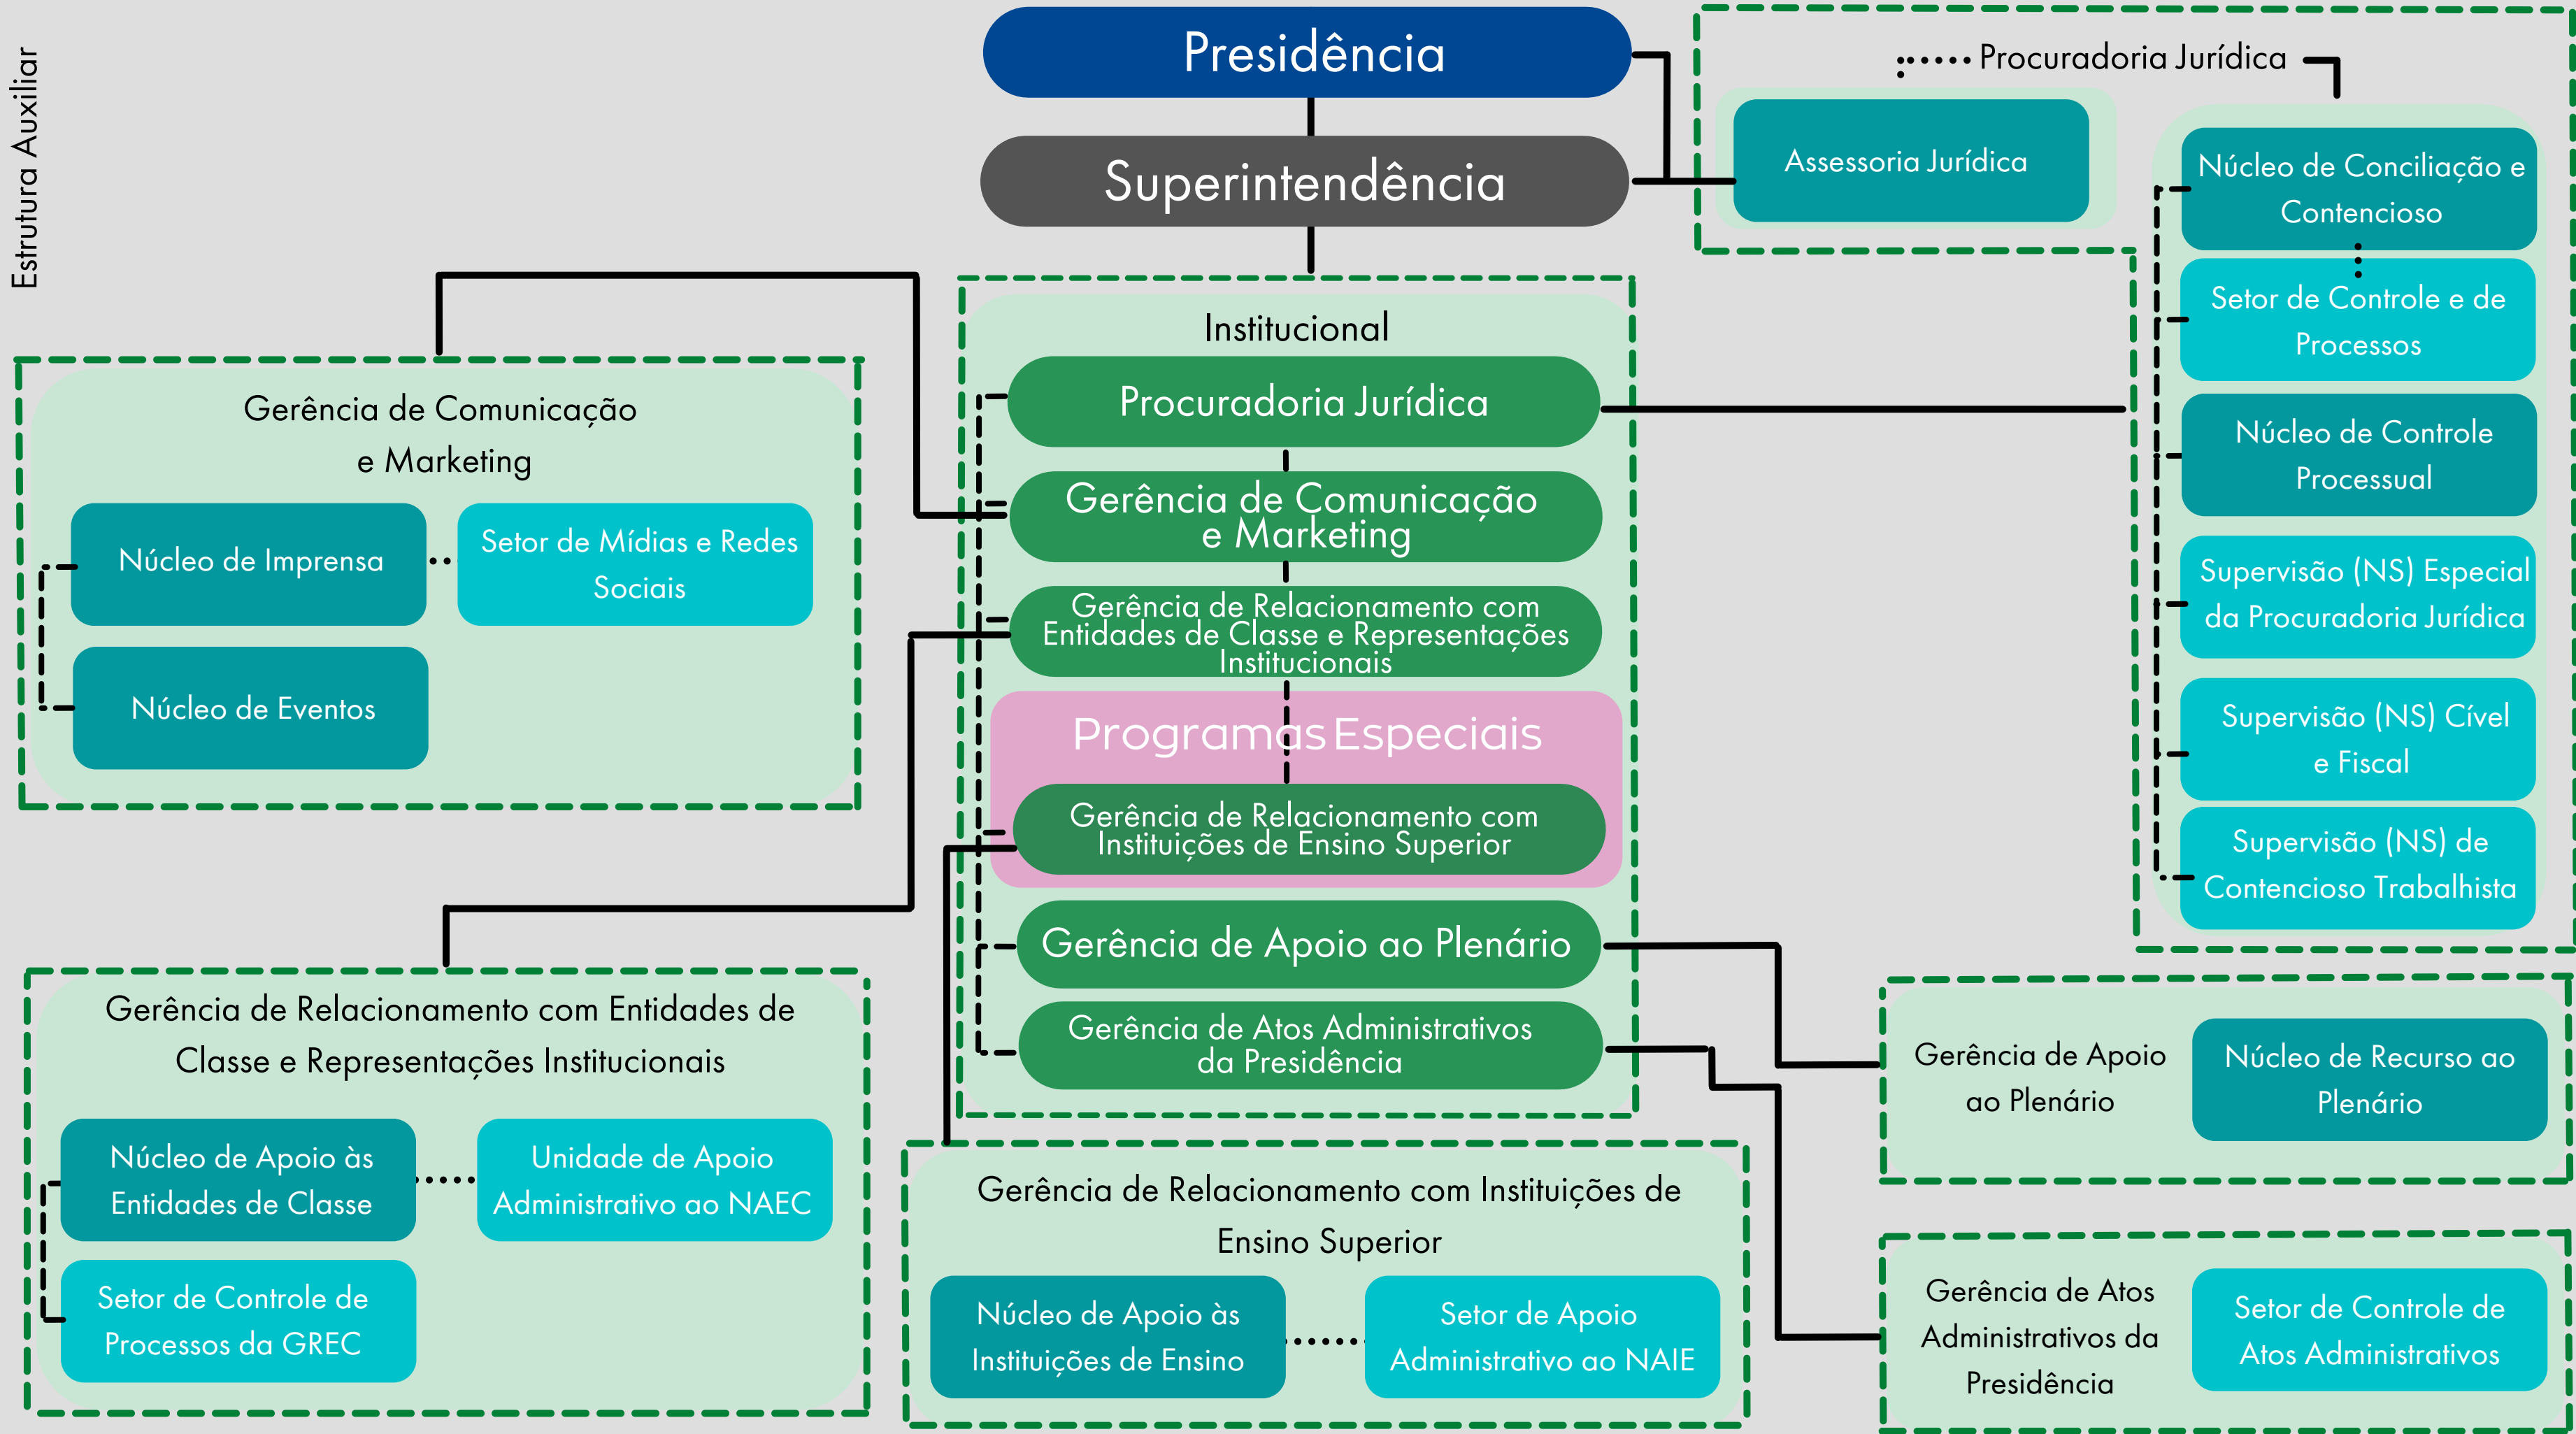 Estrutura Auxiliar
Presidência
Superintendência
Procuradoria Jurídica
Assessoria Jurídica
Núcleo de Conciliação e
Contencioso
Setor de Controle e de
Processos
Núcleo de Controle
Processual
Supervisão (NS) Especial
da Procuradoria Jurídica
Supervisão (NS) Cível
e Fiscal
Supervisão (NS) de
Contencioso Trabalhista
Institucional
Procuradoria Jurídica
Gerência de Comunicação
e Marketing
Gerência de Relacionamento com
Entidades de Classe e Representações
Institucionais
Programas Especiais
Gerência de Relacionamento com
Instituições de Ensino Superior
Gerência de Apoio ao Plenário
Gerência de Atos Administrativos
da Presidência
Gerência de Comunicação
e Marketing
Núcleo de Imprensa
Setor de Mídias e Redes
Sociais
Núcleo de Eventos
Gerência de Relacionamento com Entidades de
Classe e Representações Institucionais
Núcleo de Apoio às
Entidades de Classe
Unidade de Apoio
Administrativo ao NAEC
Setor de Controle de
Processos da GREC
Gerência de Relacionamento com Instituições de
Ensino Superior
Núcleo de Apoio às
Instituições de Ensino
Setor de Apoio
Administrativo ao NAIE
Gerência de Apoio
ao Plenário
Núcleo de Recurso ao
Plenário
Gerência de Atos
Administrativos da
Presidência
Setor de Controle de
Atos Administrativos